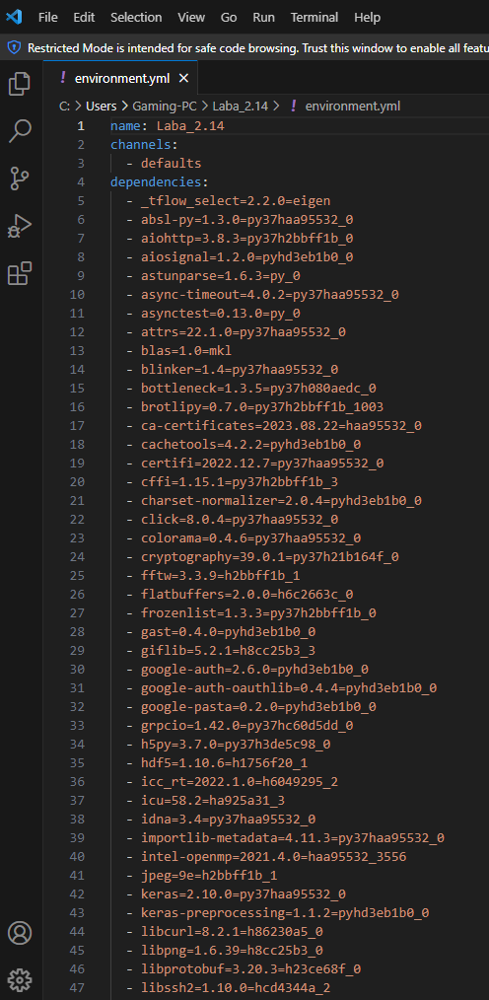 File Edit Selection View Go Run Terminal Help
Restricted Mode is intended for safe code browsing. Trust this window to enable all featu
! environment.yml ×
C: > Users > Gaming-PC > Laba_2.14 > ! environment.yml
1 name: Laba_2.14
2 channels:
3 - defaults
4 dependencies:
5 - _tflow_select=2.2.0=eigen
6 - absl-py=1.3.0=py37haa95532_0
7 - aiohttp=3.8.3=py37h2bbff1b_0
8 - aiosignal=1.2.0=pyhd3eb1b0_0
9 - astunparse=1.6.3=py_0
10 - async-timeout=4.0.2=py37haa95532_0
11 - asynctest=0.13.0=py_0
12 - attrs=22.1.0=py37haa95532_0
13 - blas=1.0=mkl
14 - blinker=1.4=py37haa95532_0
15 - bottleneck=1.3.5=py37h080aedc_0
16 - brotlipy=0.7.0=py37h2bbff1b_1003
17 - ca-certificates=2023.08.22=haa95532_0
18 - cachetools=4.2.2=pyhd3eb1b0_0
19 - certifi=2022.12.7=py37haa95532_0
20 - cffi=1.15.1=py37h2bbff1b_3
21 - charset-normalizer=2.0.4=pyhd3eb1b0_0
22 - click=8.0.4=py37haa95532_0
23 - colorama=0.4.6=py37haa95532_0
24 - cryptography=39.0.1=py37h21b164f_0
25 - fftw=3.3.9=h2bbff1b_1
26 - flatbuffers=2.0.0=h6c2663c_0
27 - frozenlist=1.3.3=py37h2bbff1b_0
28 - gast=0.4.0=pyhd3eb1b0_0
29 - giflib=5.2.1=h8cc25b3_3
30 - google-auth=2.6.0=pyhd3eb1b0_0
31 - google-auth-oauthlib=0.4.4=pyhd3eb1b0_0
32 - google-pasta=0.2.0=pyhd3eb1b0_0
33 - grpcio=1.42.0=py37hc60d5dd_0
34 - h5py=3.7.0=py37h3de5c98_0
35 - hdf5=1.10.6=h1756f20_1
36 - icc_rt=2022.1.0=h6049295_2
37 - icu=58.2=ha925a31_3
38 - idna=3.4=py37haa95532_0
39 - importlib-metadata=4.11.3=py37haa95532_0
40 - intel-openmp=2021.4.0=haa95532_3556
41 - jpeg=9e=h2bbff1b_1
42 - keras=2.10.0=py37haa95532_0
43 - keras-preprocessing=1.1.2=pyhd3eb1b0_0
44 - libcurl=8.2.1=h86230a5_0
45 - libpng=1.6.39=h8cc25b3_0
46 - libprotobuf=3.20.3=h23ce68f_0
47 - libssh2=1.10.0=hcd4344a_2